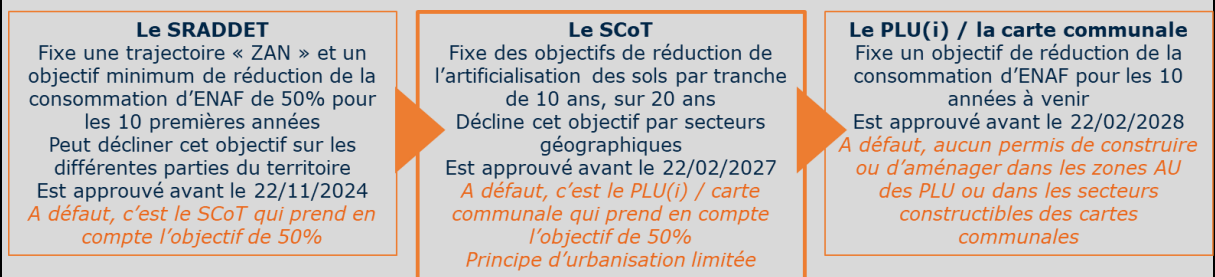 Le SRADDET
Fixe une trajectoire « ZAN » et un
objectif minimum de réduction de la
consommation d’ENAF de 50% pour
les 10 premières années
Peut décliner cet objectif sur les
différentes parties du territoire
Est approuvé avant le 22/11/2024
A défaut, c’est le SCoT qui prend en
compte l’objectif de 50%
Le SCoT
Fixe des objectifs de réduction de
l’artificialisation des sols par tranche
de 10 ans, sur 20 ans
Décline cet objectif par secteurs
géographiques
Est approuvé avant le 22/02/2027
A défaut, c’est le PLU(i) / carte
communale qui prend en compte
l’objectif de 50%
Principe d’urbanisation limitée
Le PLU(i) / la carte communale
Fixe un objectif de réduction de la
consommation d’ENAF pour les 10
années à venir
Est approuvé avant le 22/02/2028
A défaut, aucun permis de construire
ou d’aménager dans les zones AU
des PLU ou dans les secteurs
constructibles des cartes
communales